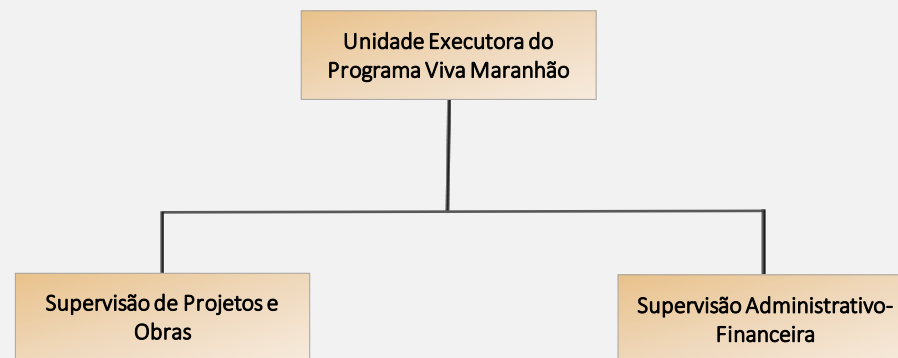 Unidade Executora do
Programa Viva Maranhão
Supervisão de Projetos e
Obras
Supervisão Administrativo-
Financeira